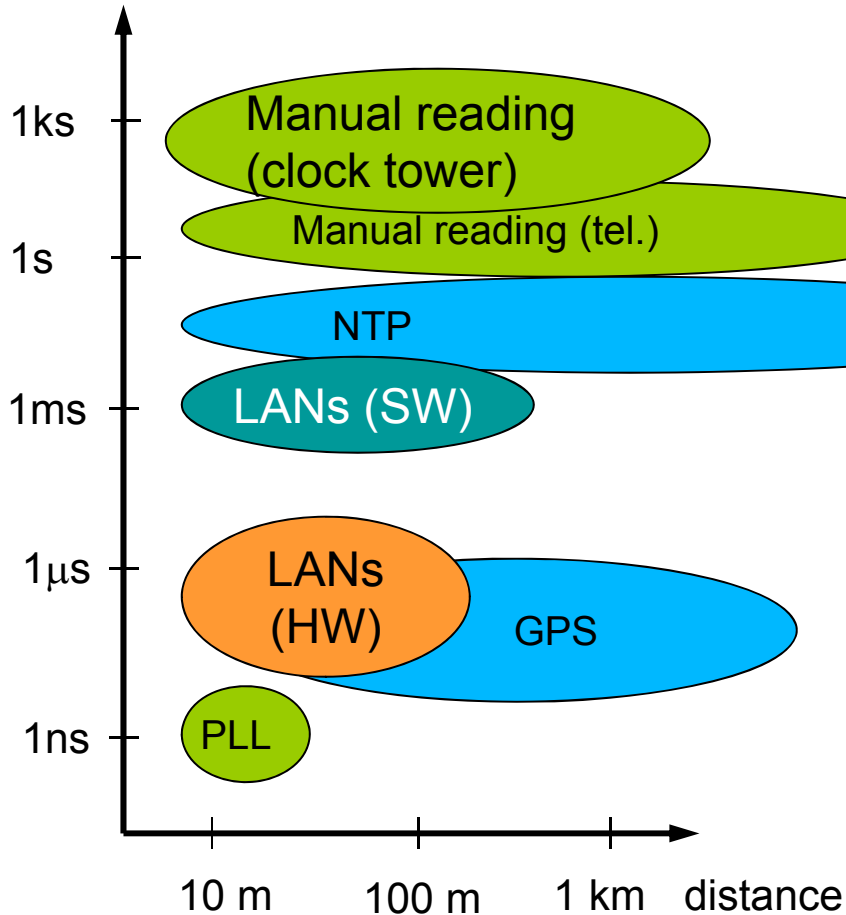 1ks
Manual reading
(clock tower)
Manual reading (tel.)
1s
NTP
1ms
LANs (SW)
1μs
LANs
(HW)
GPS
1ns
PLL
10 m
100 m
1 km
distance